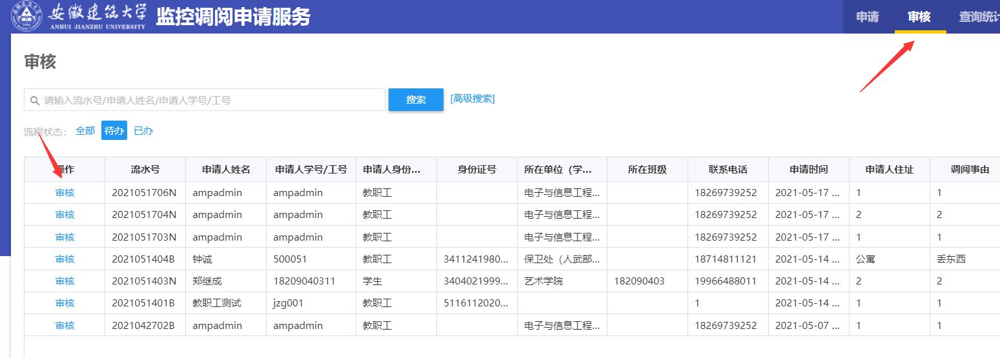 安徽建筑大学 监控调阅申请服务 申请 审核 查询统计
ANHUI JIANZHU UNIVERSITY
审核
请输入流水号/申请人姓名/申请人学号/工号 搜索 [高级搜索]
流程状态: 全部 待办 已办
操作 流水号 申请人姓名 申请人学号/工号 申请人身份... 身份证号 所在单位（学... 所在班级 联系电话 申请时间 申请人住址 调阅事由
审核 2021051706N ampadmin ampadmin 教职工 电子与信息工程... 18269739252 2021-05-17 ... 1 1
审核 2021051704N ampadmin ampadmin 教职工 电子与信息工程... 18269739252 2021-05-17 ... 2 2
审核 2021051703N ampadmin ampadmin 教职工 电子与信息工程... 18269739252 2021-05-17 ... 1 1
审核 2021051404B 钟诚 500051 教职工 3411241980... 保卫处（人武部... 18714811121 2021-05-14 ... 公寓 丢东西
审核 2021051403N 郑继成 18209040311 学生 3404021999... 艺术学院 182090403 19966488011 2021-05-14 ... 2 2
审核 2021051401B 教职工测试 jzg001 教职工 5116112020... 1 2021-05-14 ... 1 1
审核 2021042702B ampadmin ampadmin 教职工 电子与信息工程... 18269739252 2021-05-07 ... 1 1